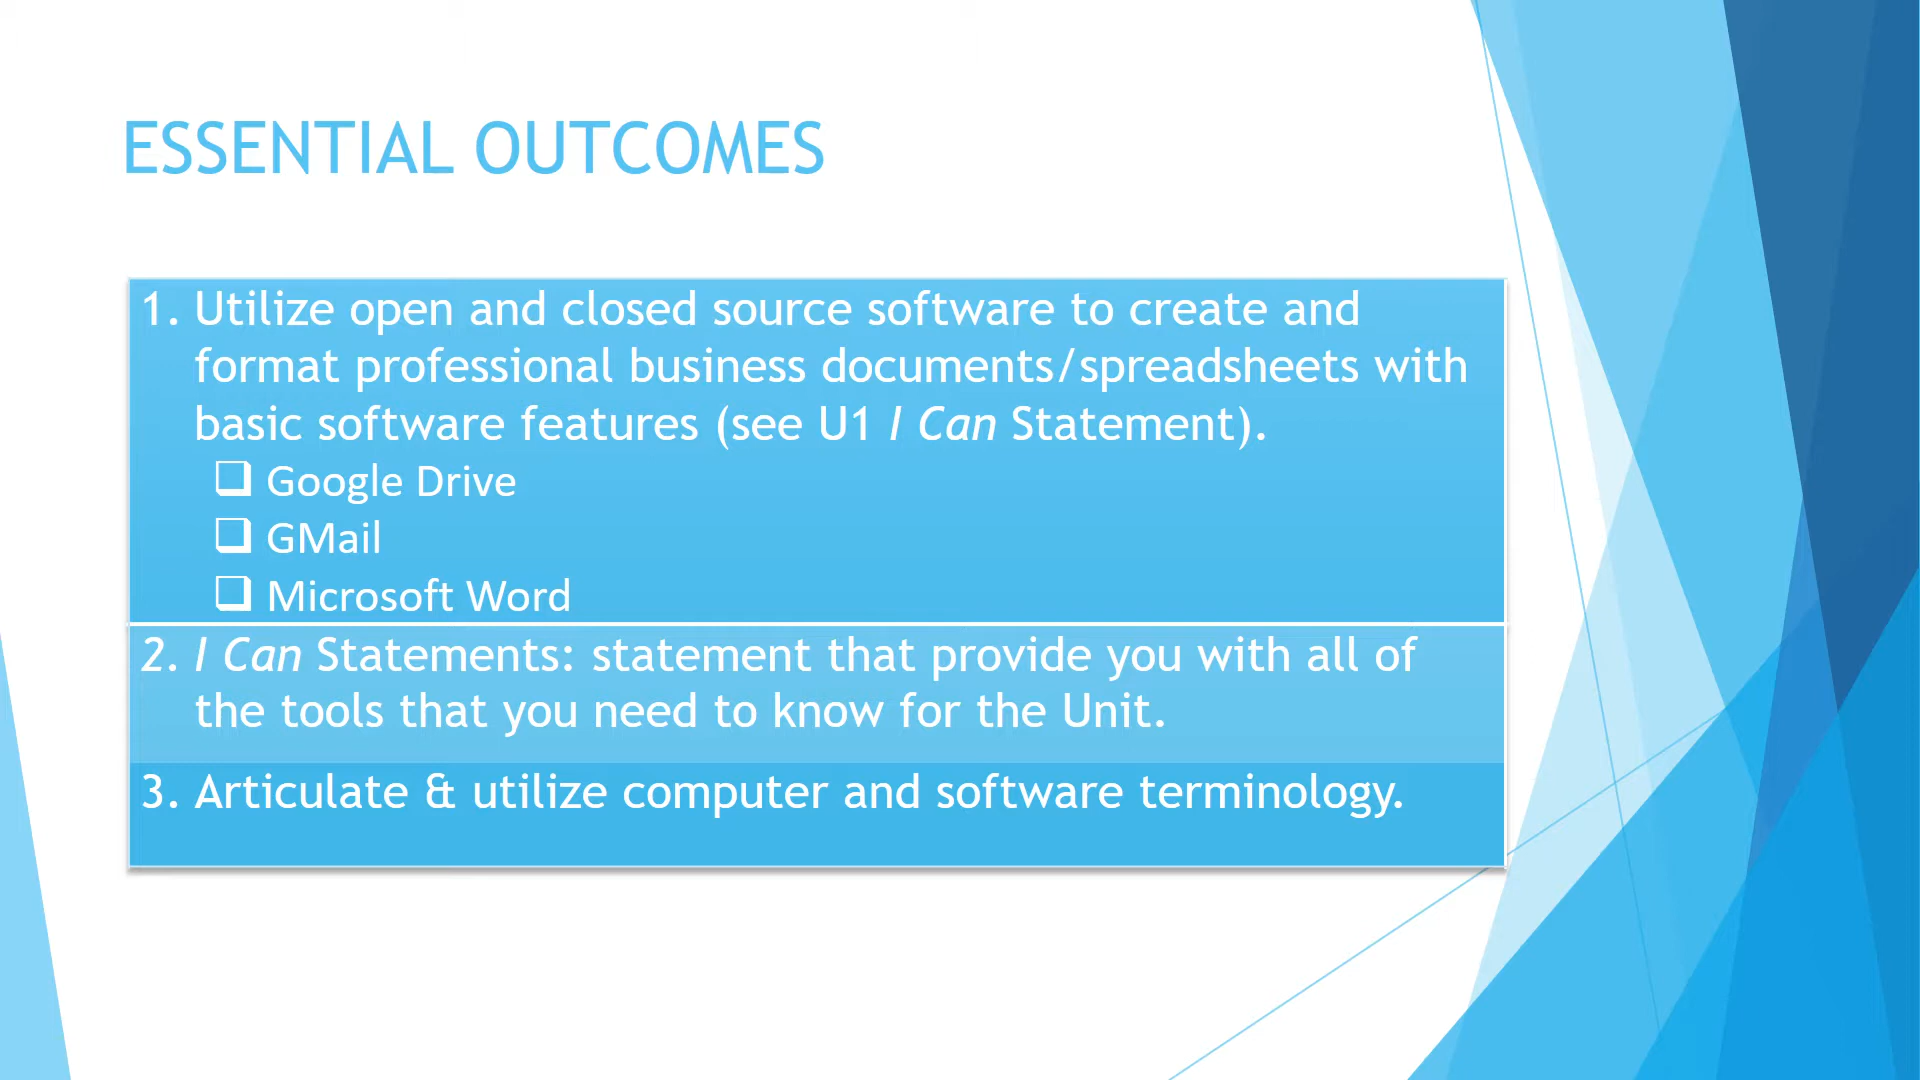 ESSENTIAL OUTCOMES
1. Utilize open and closed source software to create and
format professional business documents/spreadsheets with
basic software features (see U1 I Can Statement).
❑ Google Drive
❑ GMail
❑ Microsoft Word
2. I Can Statements: statement that provide you with all of
the tools that you need to know for the Unit.
3. Articulate & utilize computer and software terminology.